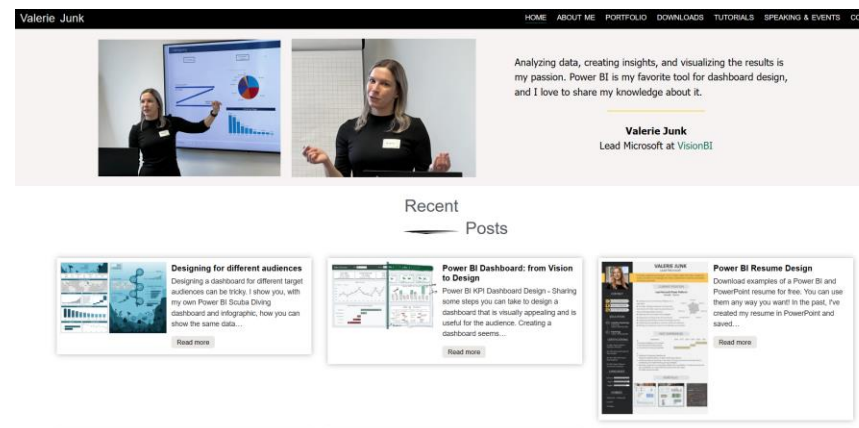 Valerie Junk
HOME ABOUT ME PORTFOLIO DOWNLOADS TUTORIALS SPEAKING & EVENTS
Analyzing data, creating insights, and visualizing the results is
my passion. Power BI is my favorite tool for dashboard design,
and I love to share my knowledge about it.
Valerie Junk
Lead Microsoft at VisionBI
Recent
Posts
Designing for different audiences
Designing a dashboard for different target
audiences can be tricky. I show you, with
my own Power BI Scuba Diving
dashboard and infographic, how you can
show the same data…
Read more
Power BI Dashboard: from Vision
to Design
Power BI KPI Dashboard Design - Sharing
some steps you can take to design a
dashboard that is visually appealing and is
useful for the audience. Creating a
dashboard seems…
Read more
VALERIE JUNK
Power BI Resume Design
Download examples of a Power BI and
PowerPoint resume for free. You can use
them any way you want! In the past, I've
created my resume in PowerPoint and
saved…
Read more